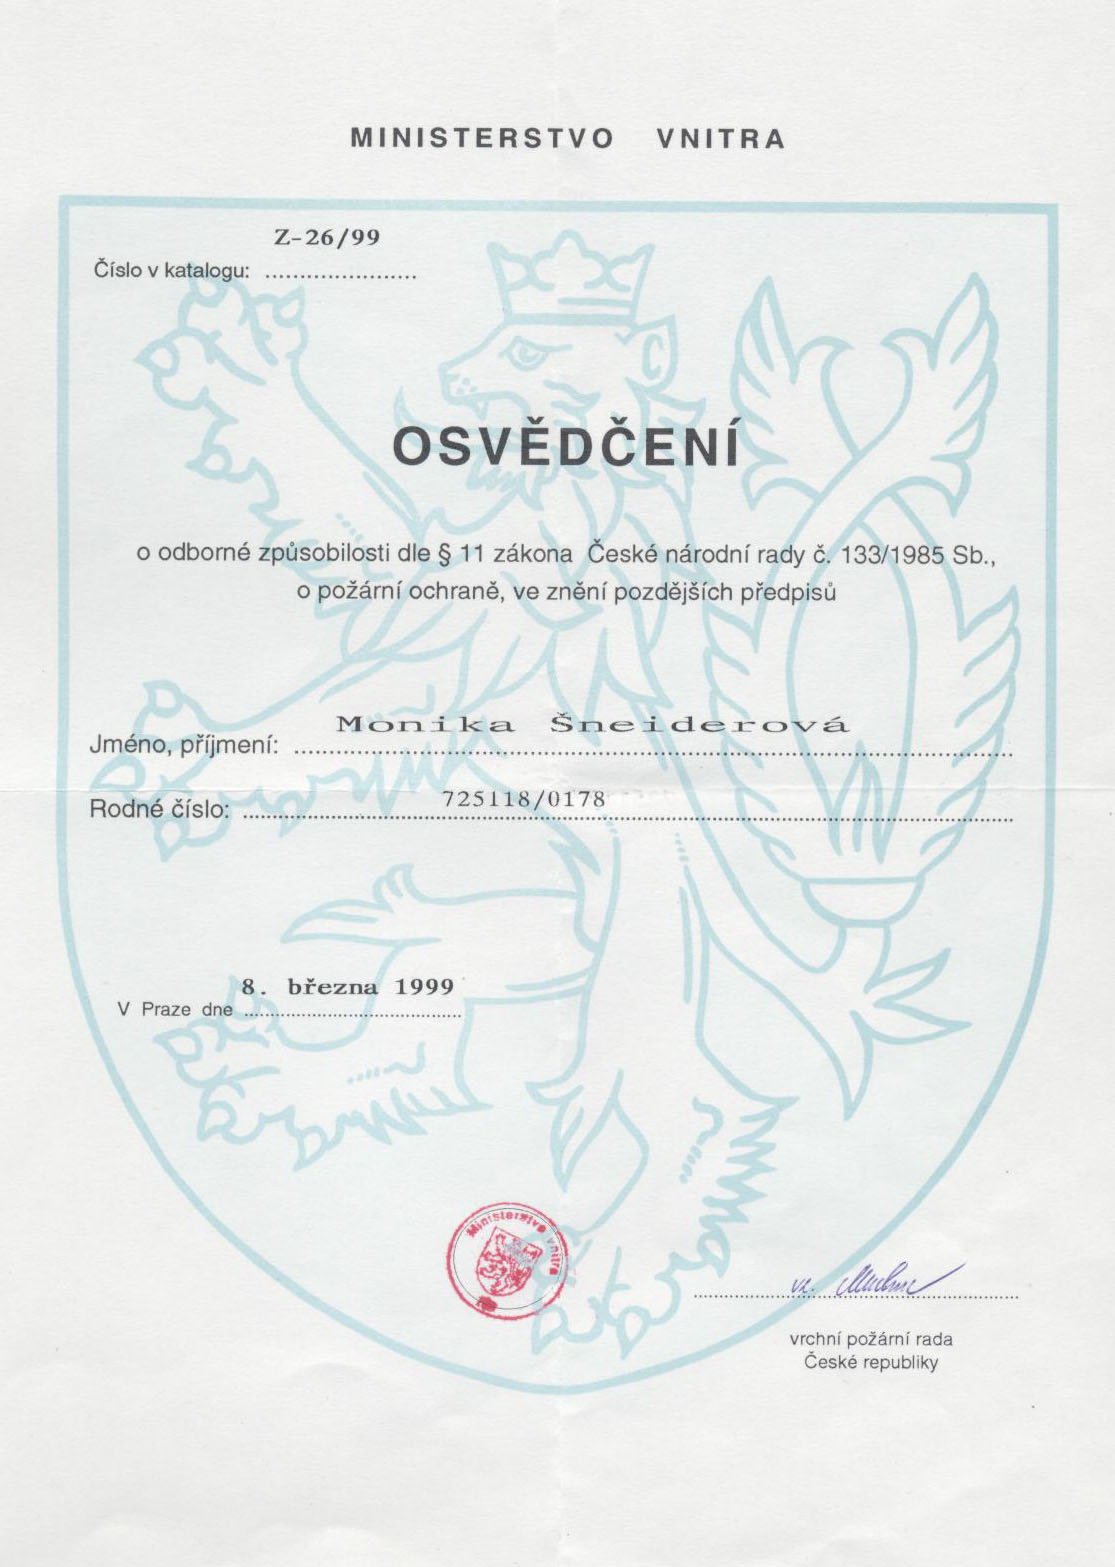 MINISTERSTVO VNITRA
Z-26/99
Číslo v katalogu: ......................
OSVĚDČENÍ
o odborné způsobilosti dle § 11 zákona České národní rady č. 133/1985 Sb.,
o požární ochraně, ve znění pozdějších předpisů
Monika Šneiderová
Jméno, příjmení:
725118/0178
Rodné číslo:
8. března 1999
V Praze dne
Ministerstvo vnitra
vz.
vrchní požární rada
České republiky